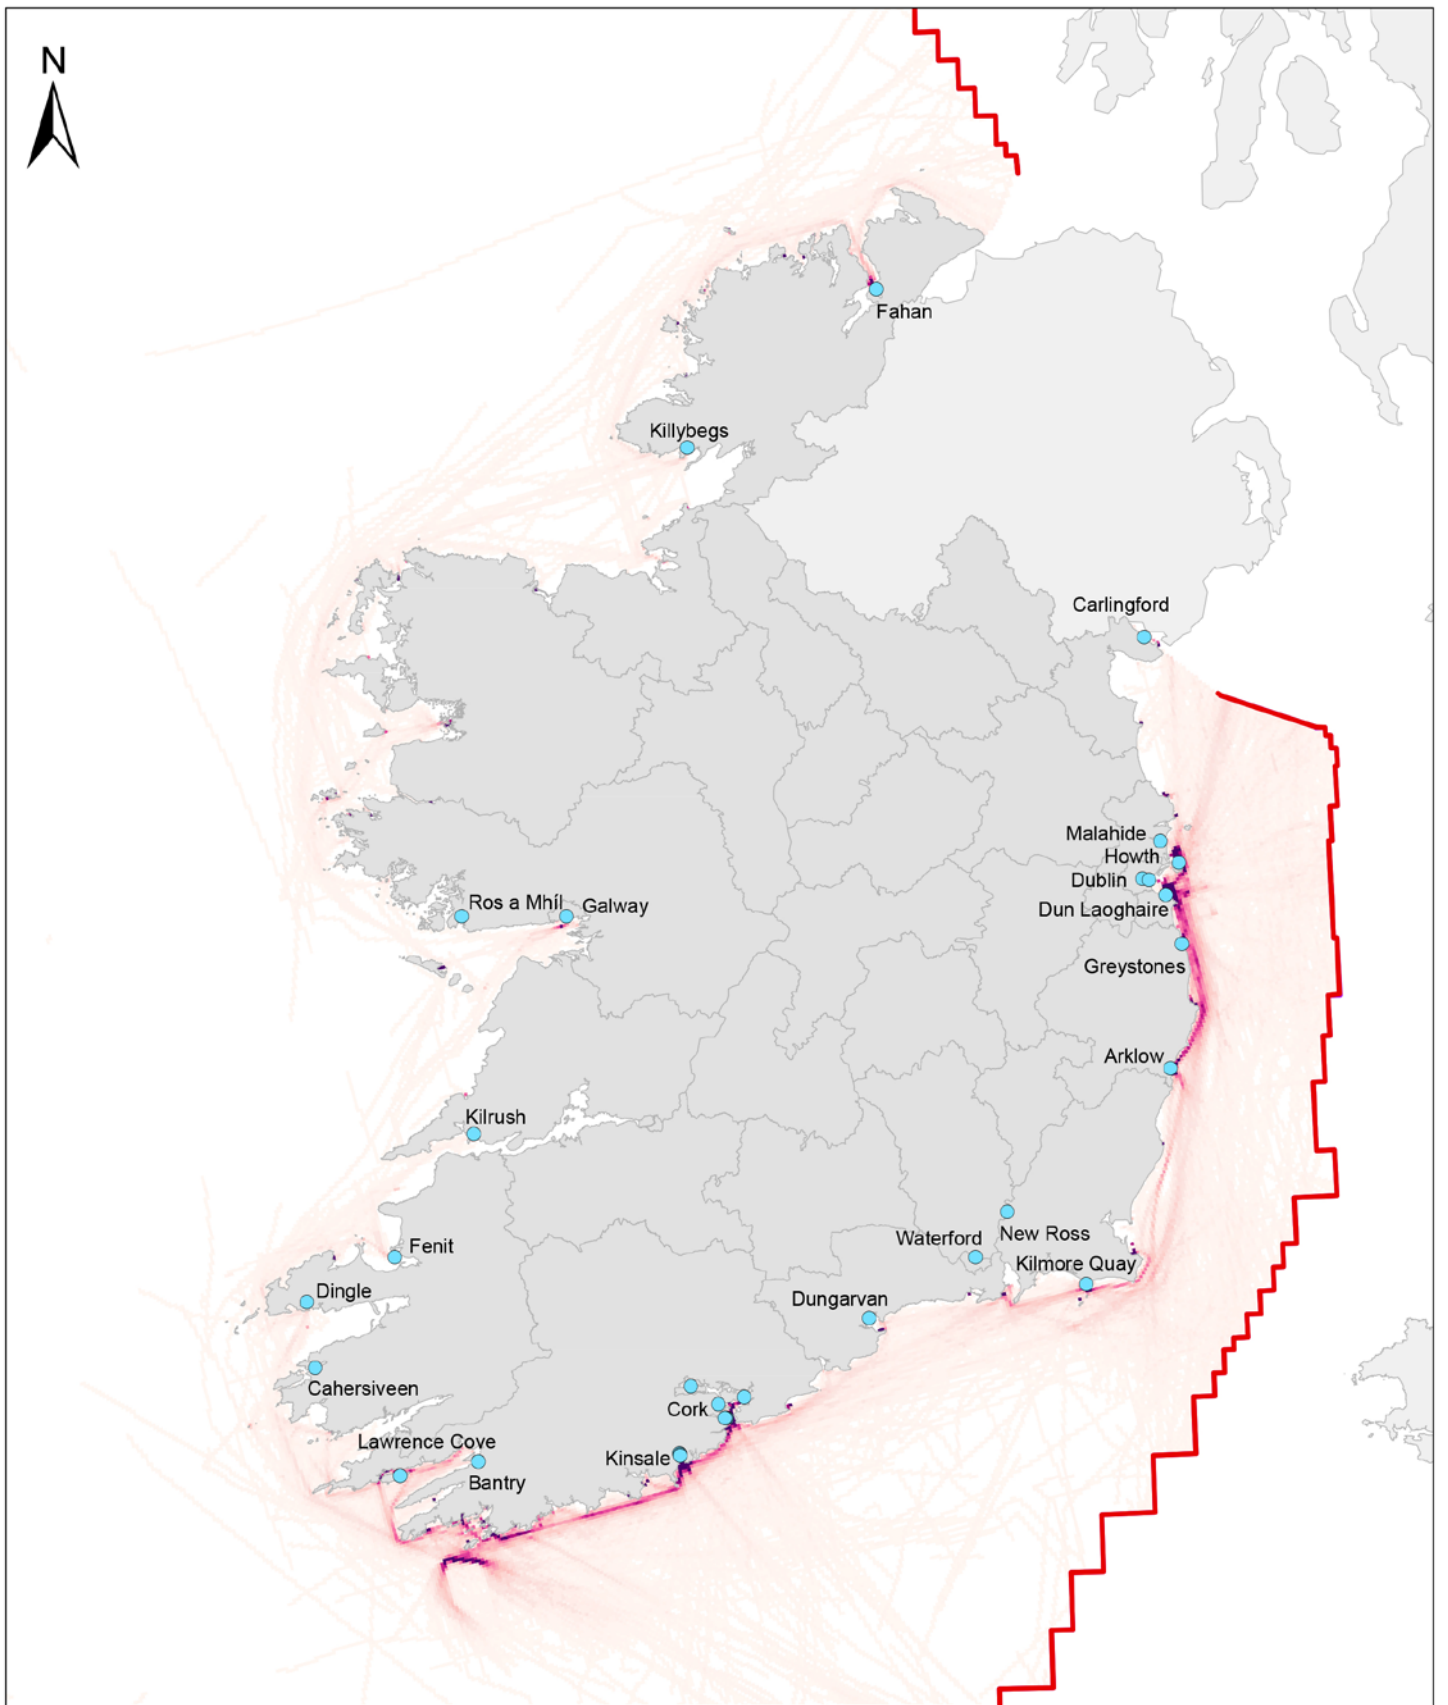 N
Fahan
Killybegs
Carlingford
Malahide
Howth
Dublin
Dun Laoghaire
Ros a Mhíl
Galway
Greystones
Arklow
Kilrush
New Ross
Waterford
Fenit
Kilmore Quay
Dingle
Dungarvan
Cahersiveen
Cork
Lawrence Cove
Kinsale
Bantry